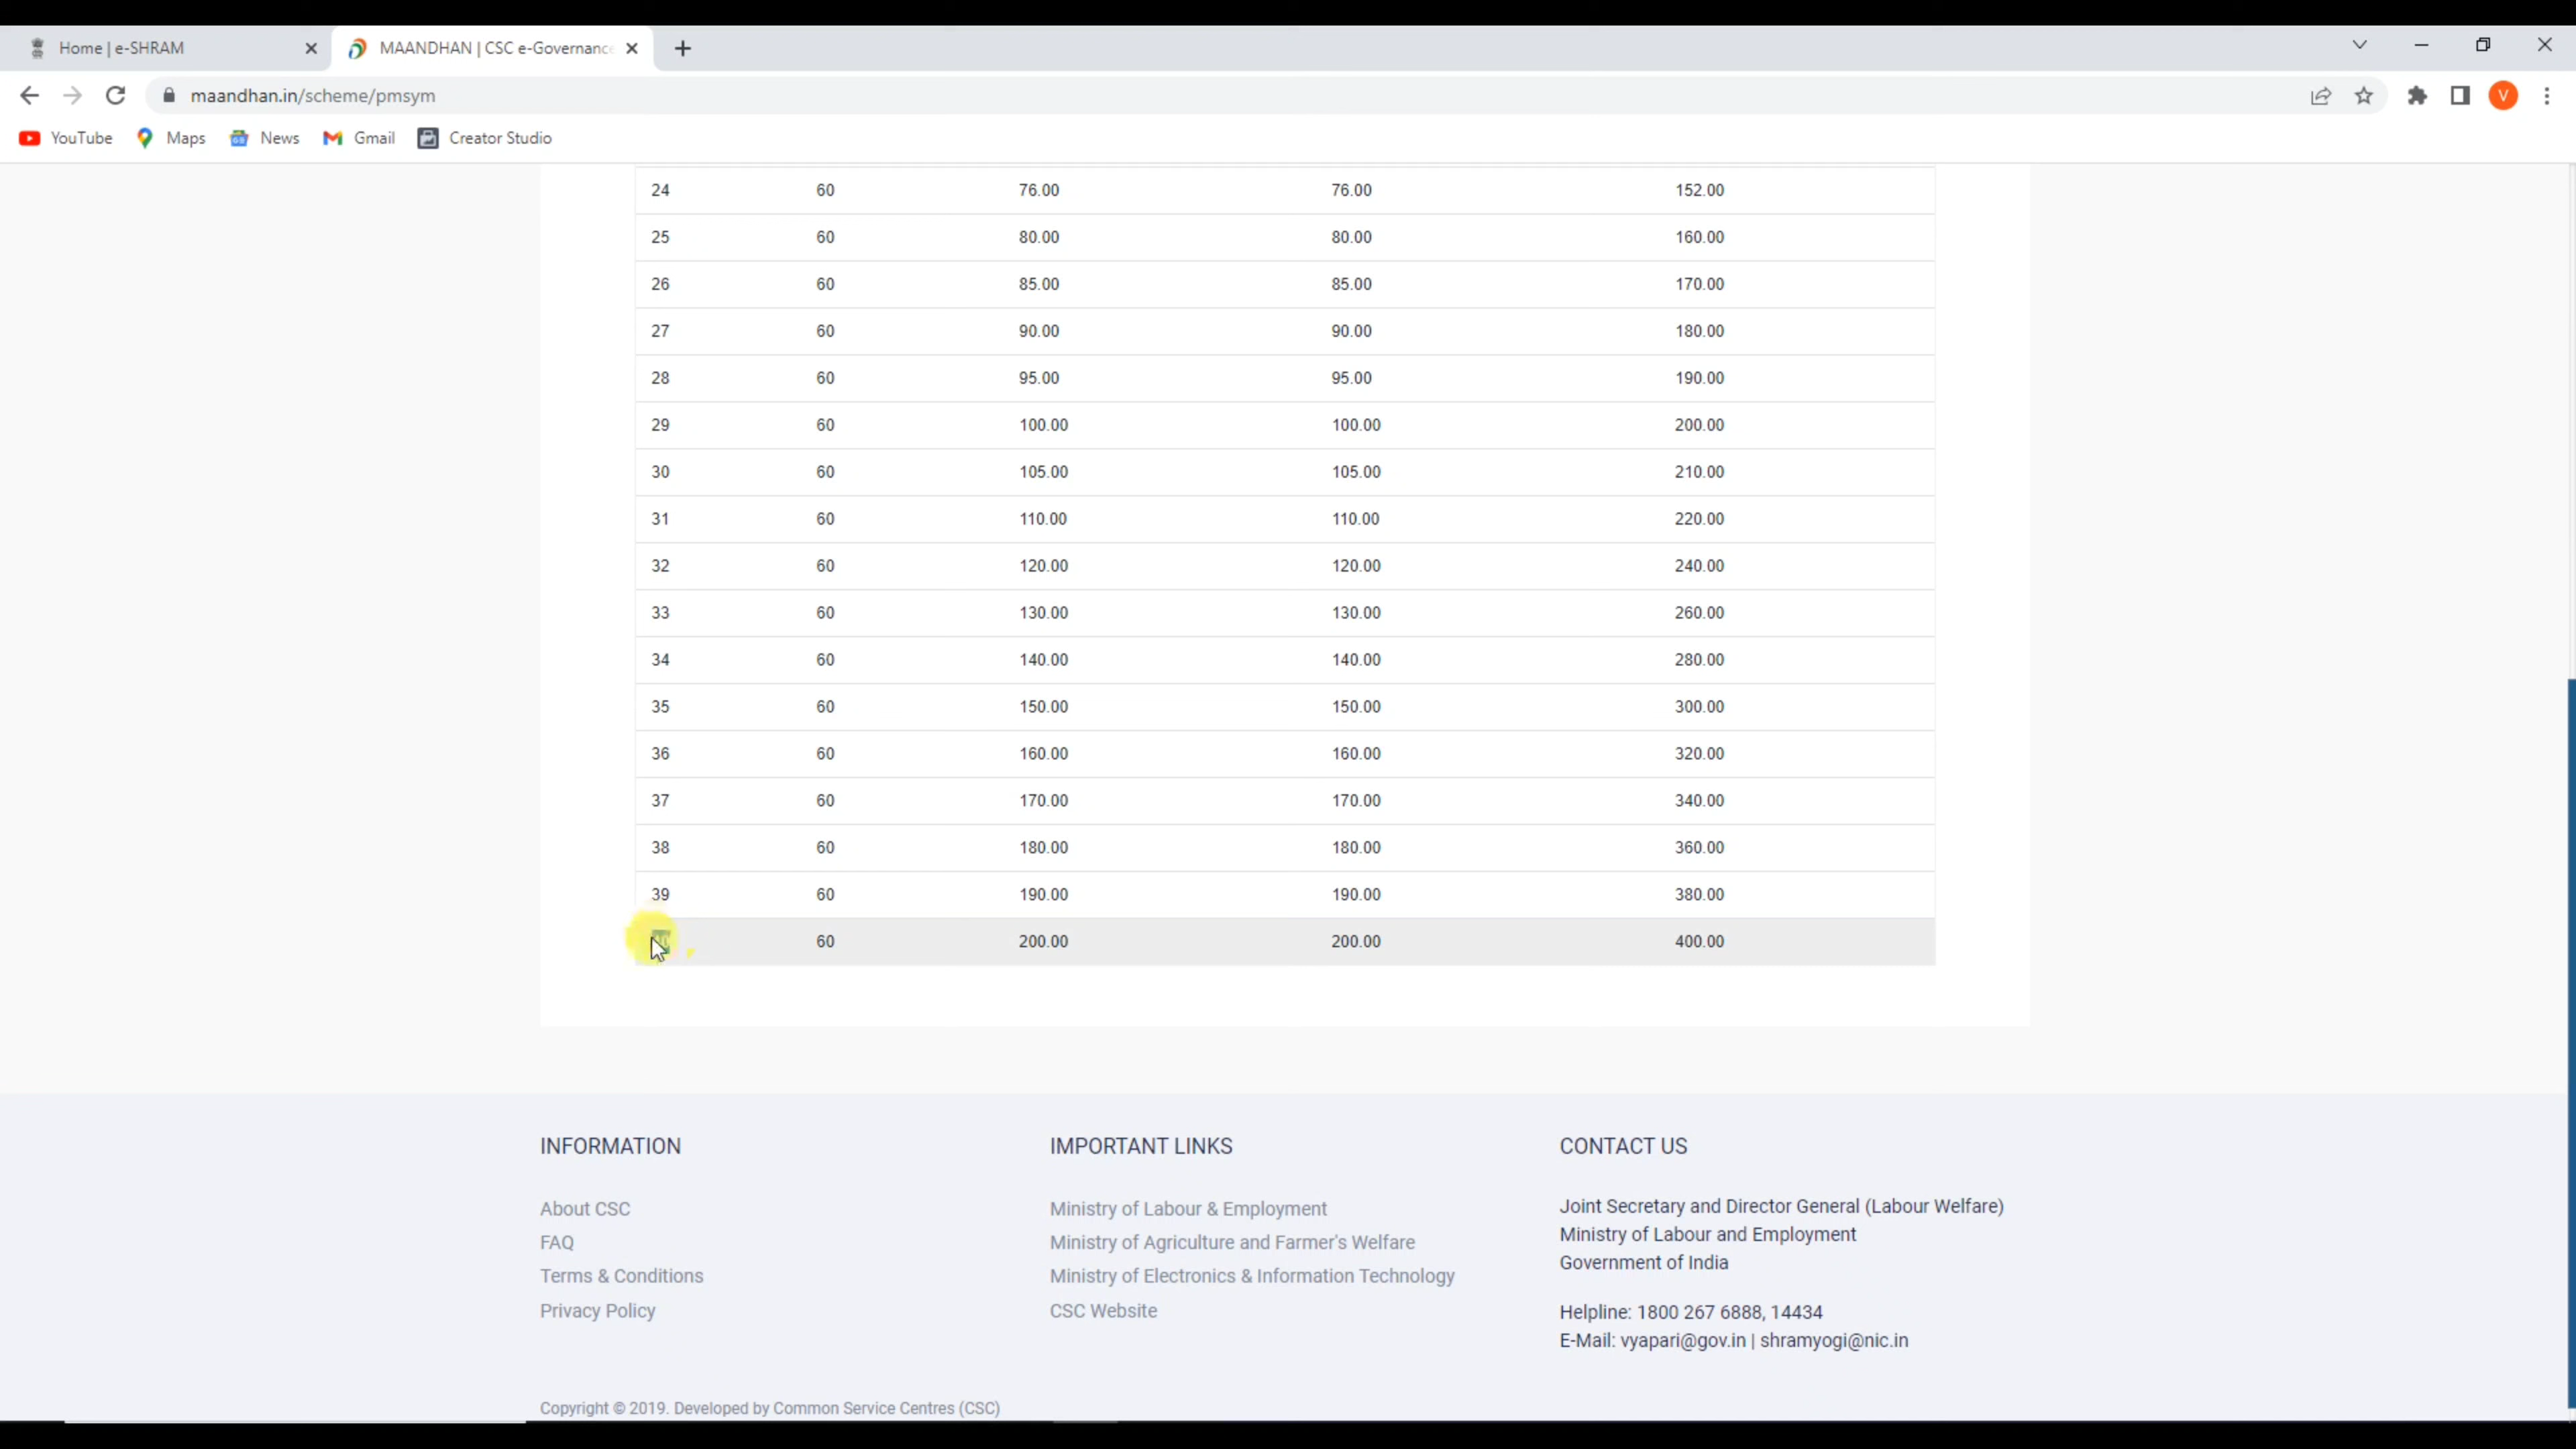 Home | e-SHRAM
MAANDHAN | CSC e-Governance
maandhan.in/scheme/pmsym
V
YouTube
Maps
News
Gmail
Creator Studio
24 60 76.00 76.00 152.00
25 60 80.00 80.00 160.00
26 60 85.00 85.00 170.00
27 60 90.00 90.00 180.00
28 60 95.00 95.00 190.00
29 60 100.00 100.00 200.00
30 60 105.00 105.00 210.00
31 60 110.00 110.00 220.00
32 60 120.00 120.00 240.00
33 60 130.00 130.00 260.00
34 60 140.00 140.00 280.00
35 60 150.00 150.00 300.00
36 60 160.00 160.00 320.00
37 60 170.00 170.00 340.00
38 60 180.00 180.00 360.00
39 60 190.00 190.00 380.00
60 200.00 200.00 400.00
INFORMATION
About CSC
FAQ
Terms & Conditions
Privacy Policy
IMPORTANT LINKS
Ministry of Labour & Employment
Ministry of Agriculture and Farmer's Welfare
Ministry of Electronics & Information Technology
CSC Website
CONTACT US
Joint Secretary and Director General (Labour Welfare)
Ministry of Labour and Employment
Government of India
Helpline: 1800 267 6888, 14434
E-Mail: vyapari@gov.in | shramyogi@nic.in
Copyright © 2019. Developed by Common Service Centres (CSC)